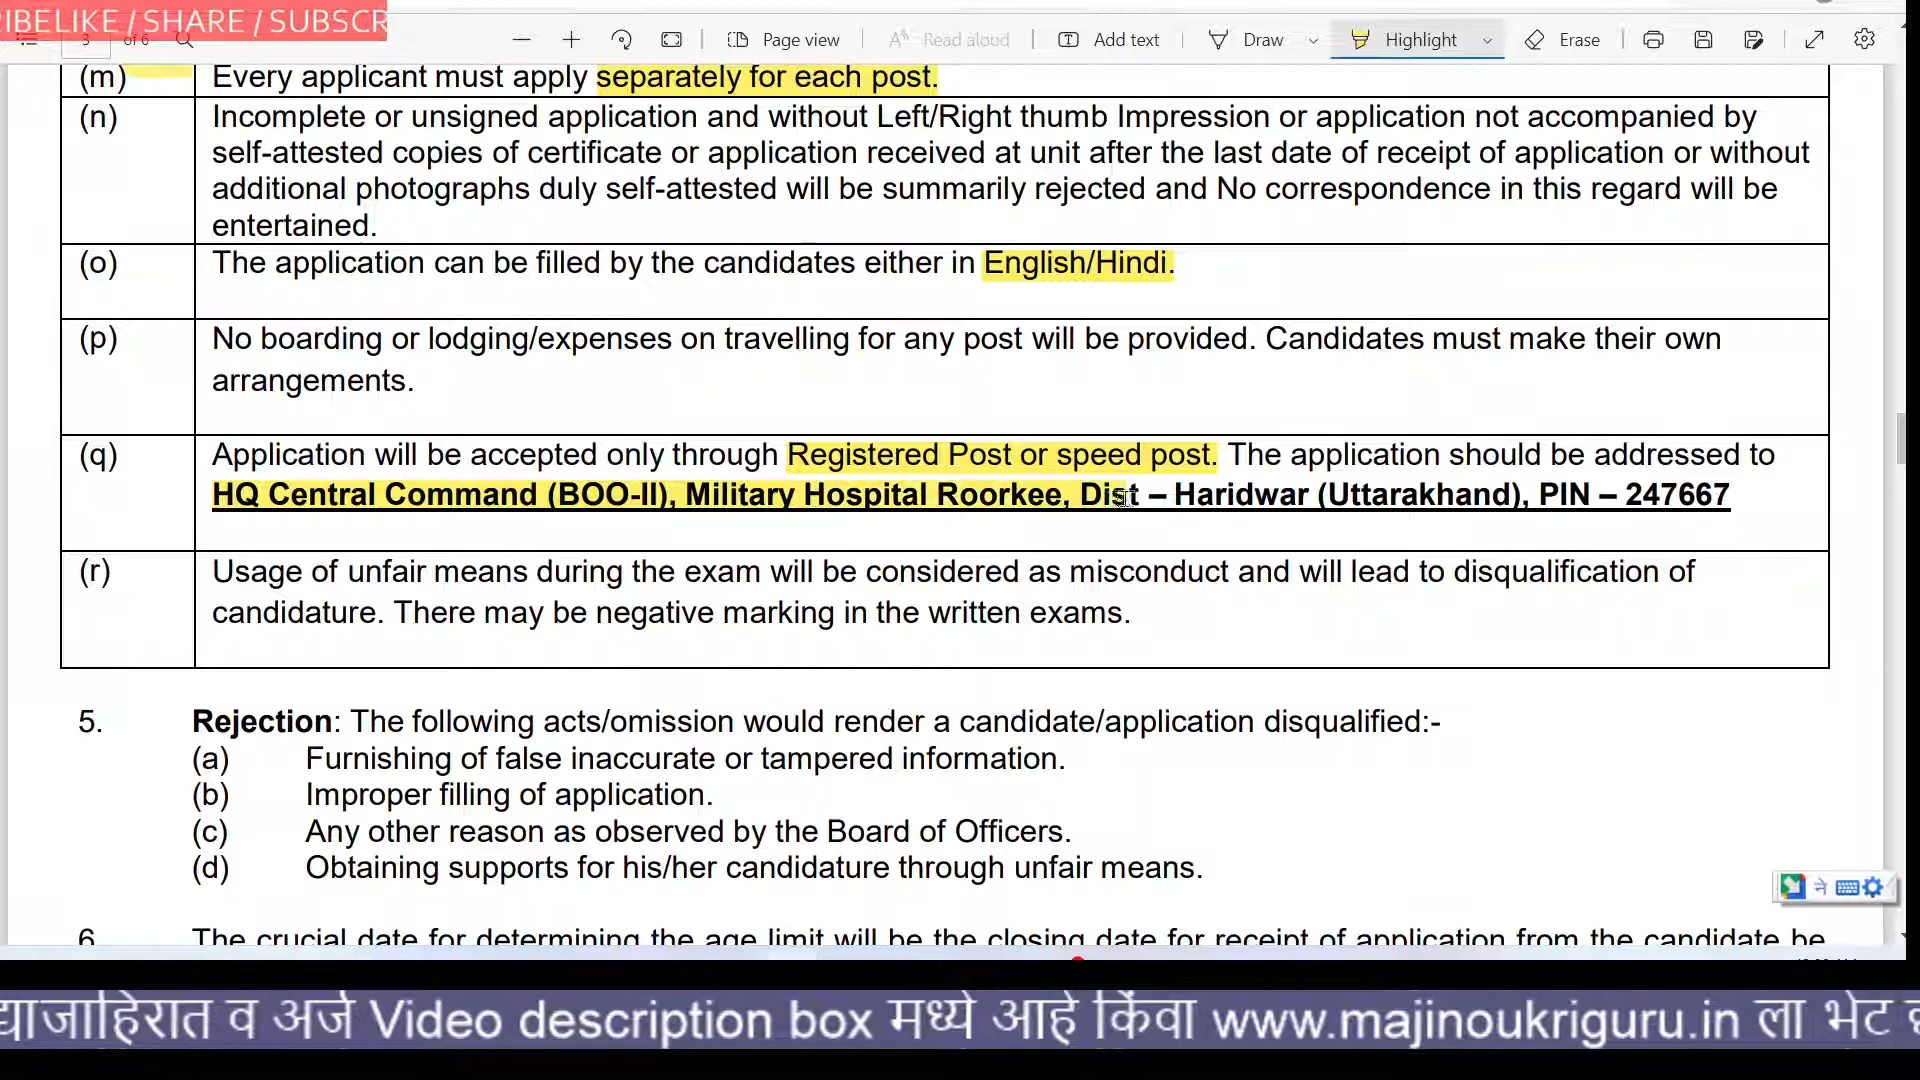 IBELIKE / SHARE / SUBSCR
3 of 6 Page view Read aloud Add text Draw Highlight Erase
(m) Every applicant must apply separately for each post.
(n) Incomplete or unsigned application and without Left/Right thumb Impression or application not accompanied by
self-attested copies of certificate or application received at unit after the last date of receipt of application or without
additional photographs duly self-attested will be summarily rejected and No correspondence in this regard will be
entertained.
(o) The application can be filled by the candidates either in English/Hindi.
(p) No boarding or lodging/expenses on travelling for any post will be provided. Candidates must make their own
arrangements.
(q) Application will be accepted only through Registered Post or speed post. The application should be addressed to
HQ Central Command (BOO-II), Military Hospital Roorkee, Dist – Haridwar (Uttarakhand), PIN – 247667
(r) Usage of unfair means during the exam will be considered as misconduct and will lead to disqualification of
candidature. There may be negative marking in the written exams.
5. Rejection: The following acts/omission would render a candidate/application disqualified:-
(a) Furnishing of false inaccurate or tampered information.
(b) Improper filling of application.
(c) Any other reason as observed by the Board of Officers.
(d) Obtaining supports for his/her candidature through unfair means.
ने
6. The crucial date for determining the age limit will be the closing date for receipt of application from the candidate be
द्याजाहिरात व अर्ज Video description box मध्ये आहे किंवा www.majinoukriguru.in ला भेट